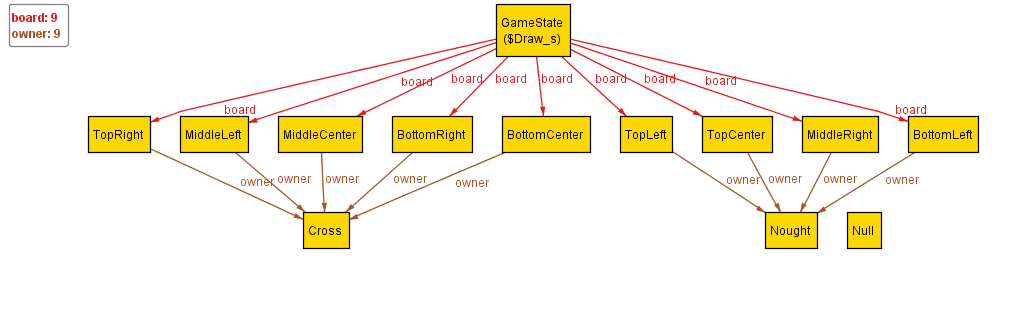 board: 9
owner: 9
GameState
($Draw_s)
board
board
board
board
board
board
board
board
board
TopRight
MiddleLeft
MiddleCenter
BottomRight
BottomCenter
TopLeft
TopCenter
MiddleRight
BottomLeft
owner
owner
owner
owner
owner
owner
owner
owner
owner
Cross
Nought
Null